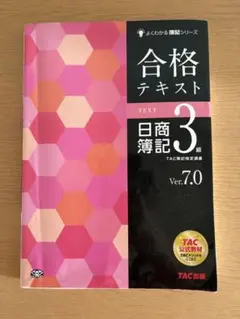 よくわかる簿記シリーズ
合格
テキスト
TEXT
日商
簿記
3級
TAC簿記検定講座
Ver.7.0
TAC
公式教材
TAC出版